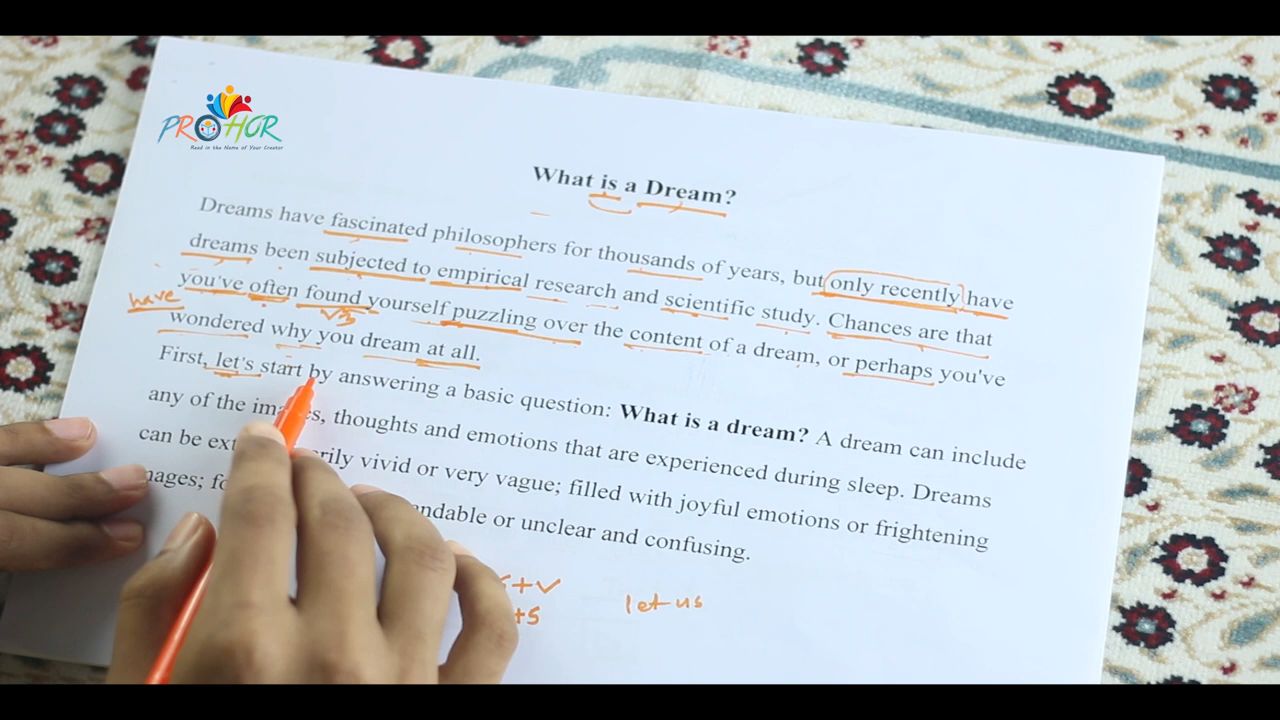 PROHOR
Read in the Name of Your Creator
What is a Dream?
Dreams have fascinated philosophers for thousands of years, but only recently have
dreams been subjected to empirical research and scientific study. Chances are that
you've often found yourself puzzling over the content of a dream, or perhaps you've
have
v3
wondered why you dream at all.
First, let's start by answering a basic question: What is a dream? A dream can include
any of the thoughts and emotions that are experienced during sleep. Dreams
can be vivid or very vague; filled with joyful emotions or frightening
or unclear and confusing.
+v
+s
let us